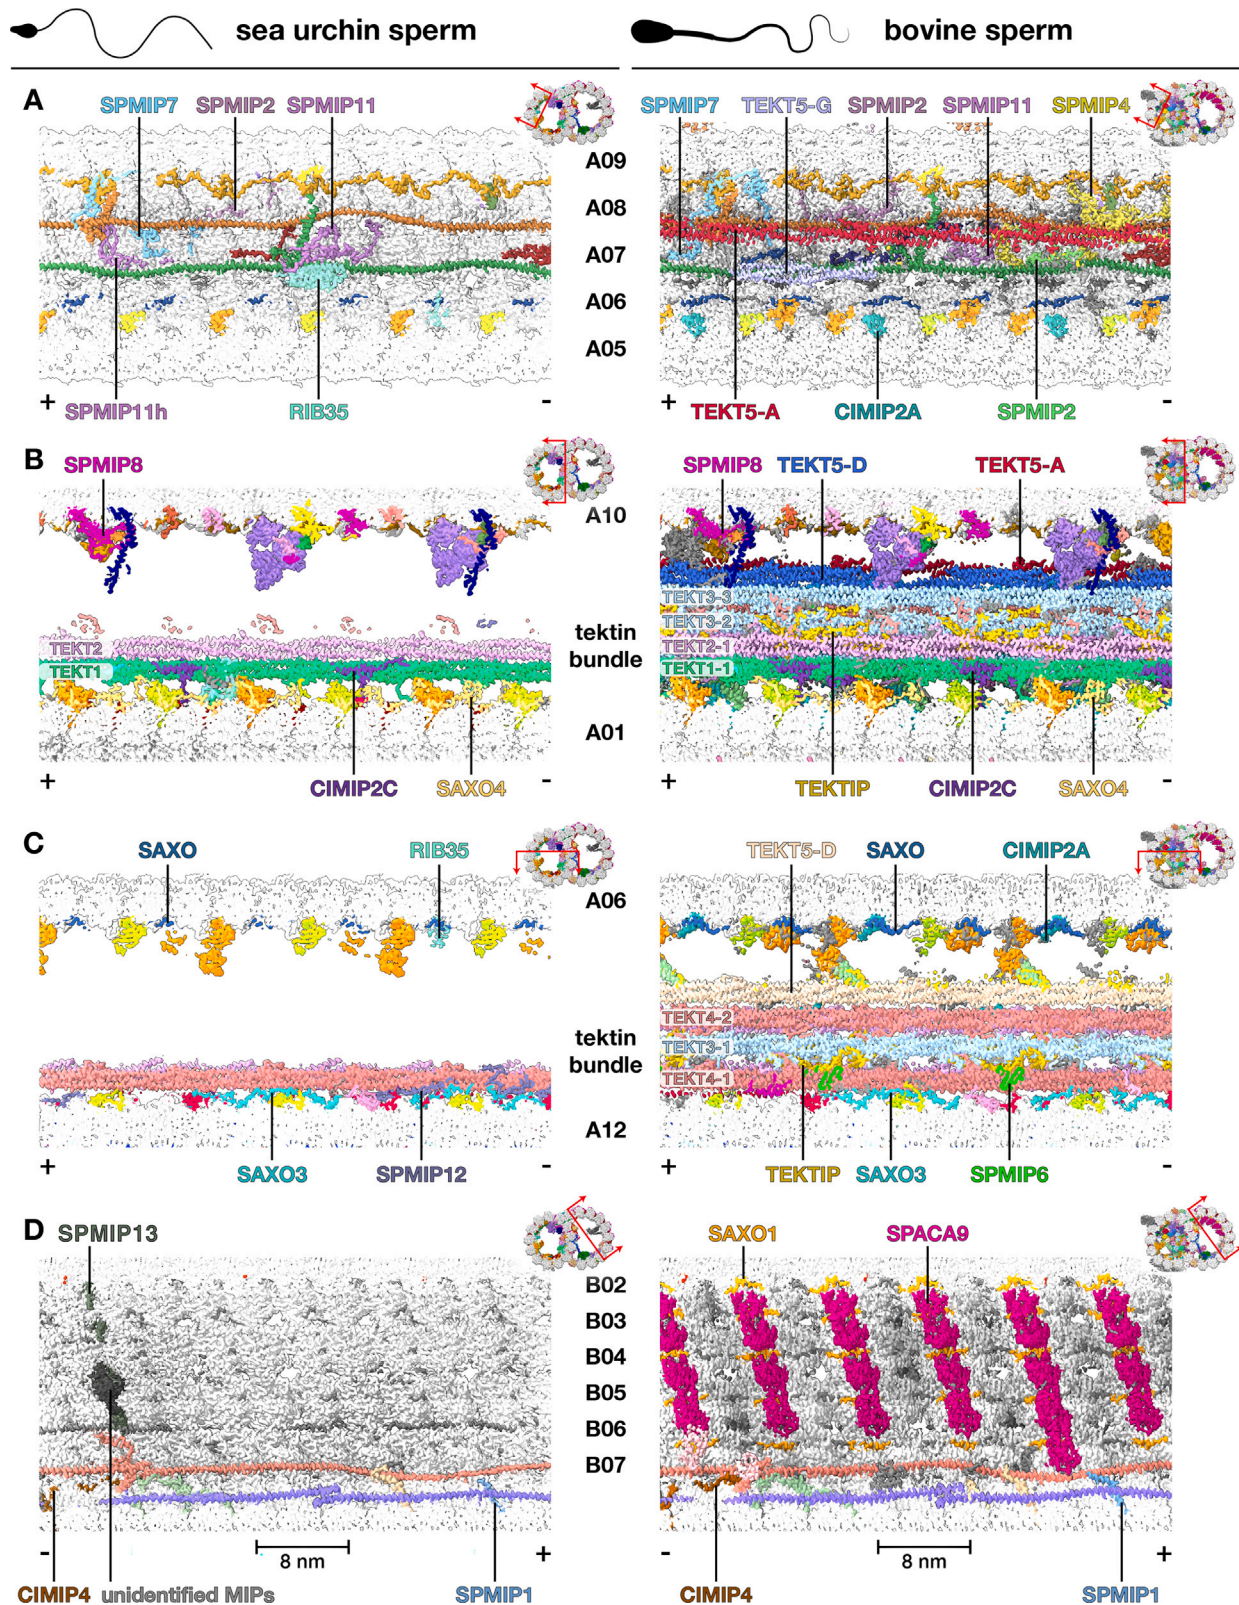 sea urchin sperm
bovine sperm
A
SPMIP7 SPMIP2 SPMIP11
SPMIP7 TEKT5-G SPMIP2 SPMIP11 SPMIP4
A09
A08
A07
A06
A05
+ -
+ -
SPMIP11h RIB35
TEKT5-A CIMIP2A SPMIP2
B
SPMIP8
SPMIP8 TEKT5-D TEKT5-A
A10
TEKT3-3
TEKT3-2
TEKT2-1
TEKT1-1
TEKT2
TEKT1
tektin
bundle
A01
+ -
+ -
CIMIP2C SAXO4
TEKTIP CIMIP2C SAXO4
C
SAXO RIB35
TEKT5-D SAXO CIMIP2A
A06
TEKT4-2
TEKT3-1
TEKT4-1
tektin
bundle
A12
+ -
+ -
SAXO3 SPMIP12
TEKTIP SAXO3 SPMIP6
D
SPMIP13
SAXO1 SPACA9
B02
B03
B04
B05
B06
B07
- 8 nm +
- 8 nm +
CIMIP4 unidentified MIPs SPMIP1
CIMIP4 SPMIP1